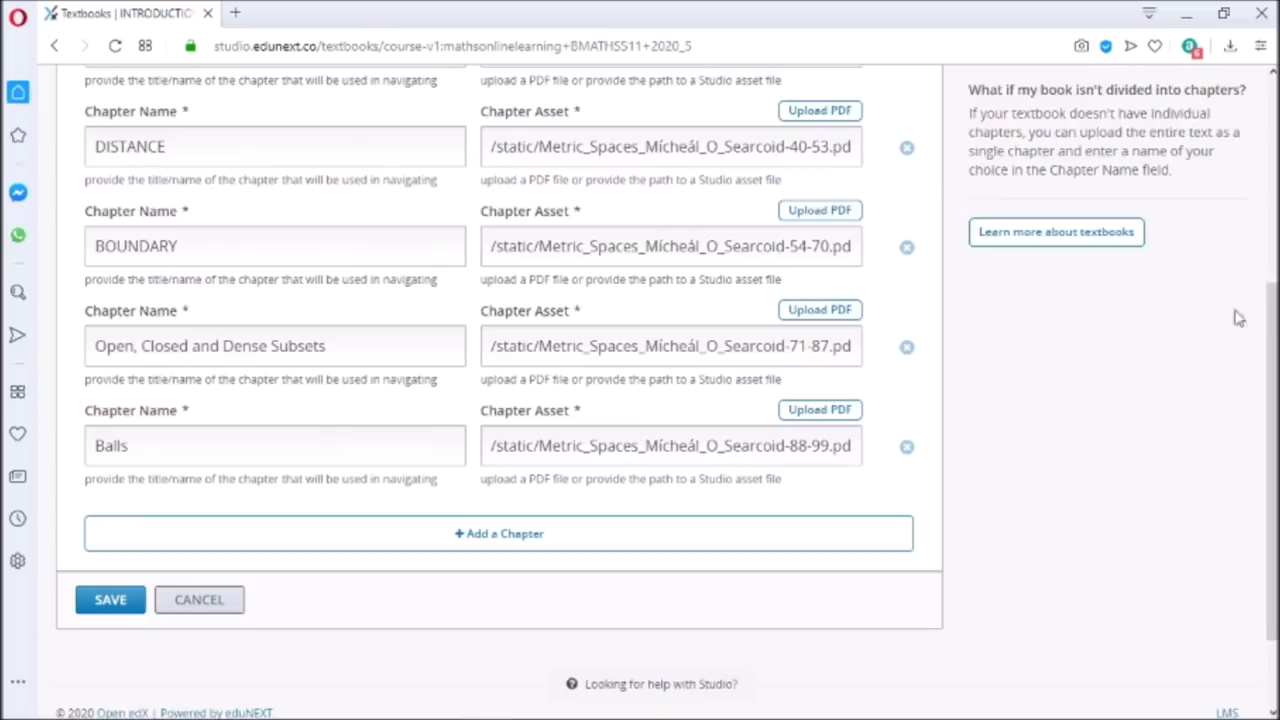 Textbooks | INTRODUCTIC
studio.edunext.co/textbooks/course-v1:mathsonlinelearning+BMATHS511+2020_5
provide the title/name of the chapter that will be used in navigating
upload a PDF file or provide the path to a Studio asset file
What if my book isn't divided into chapters?
If your textbook doesn't have individual
chapters, you can upload the entire text as a
single chapter and enter a name of your
choice in the Chapter Name field.
Learn more about textbooks
Chapter Name *
Chapter Asset *
Upload PDF
DISTANCE
/static/Metric_Spaces_Mícheál_O_Searcoid-40-53.pd
provide the title/name of the chapter that will be used in navigating
upload a PDF file or provide the path to a Studio asset file
Chapter Name *
Chapter Asset *
Upload PDF
BOUNDARY
/static/Metric_Spaces_Mícheál_O_Searcoid-54-70.pd
provide the title/name of the chapter that will be used in navigating
upload a PDF file or provide the path to a Studio asset file
Chapter Name *
Chapter Asset *
Upload PDF
Open, Closed and Dense Subsets
/static/Metric_Spaces_Mícheál_O_Searcoid-71-87.pd
provide the title/name of the chapter that will be used in navigating
upload a PDF file or provide the path to a Studio asset file
Chapter Name *
Chapter Asset *
Upload PDF
Balls
/static/Metric_Spaces_Mícheál_O_Searcoid-88-99.pd
provide the title/name of the chapter that will be used in navigating
upload a PDF file or provide the path to a Studio asset file
+ Add a Chapter
SAVE
CANCEL
Looking for help with Studio?
© 2020 Open edX | Powered by eduNEXT
LMS